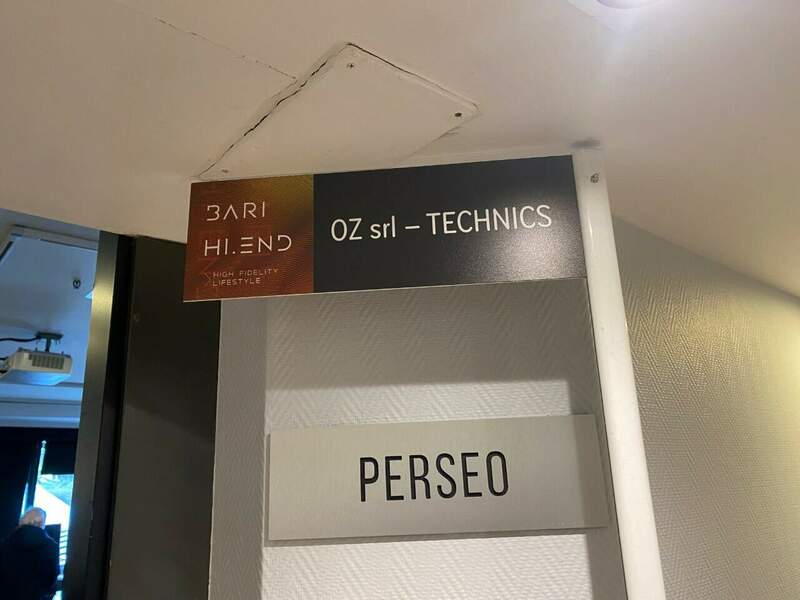 BARI
HI.END
HIGH FIDELITY
LIFESTYLE
OZ srl – TECHNICS
PERSEO